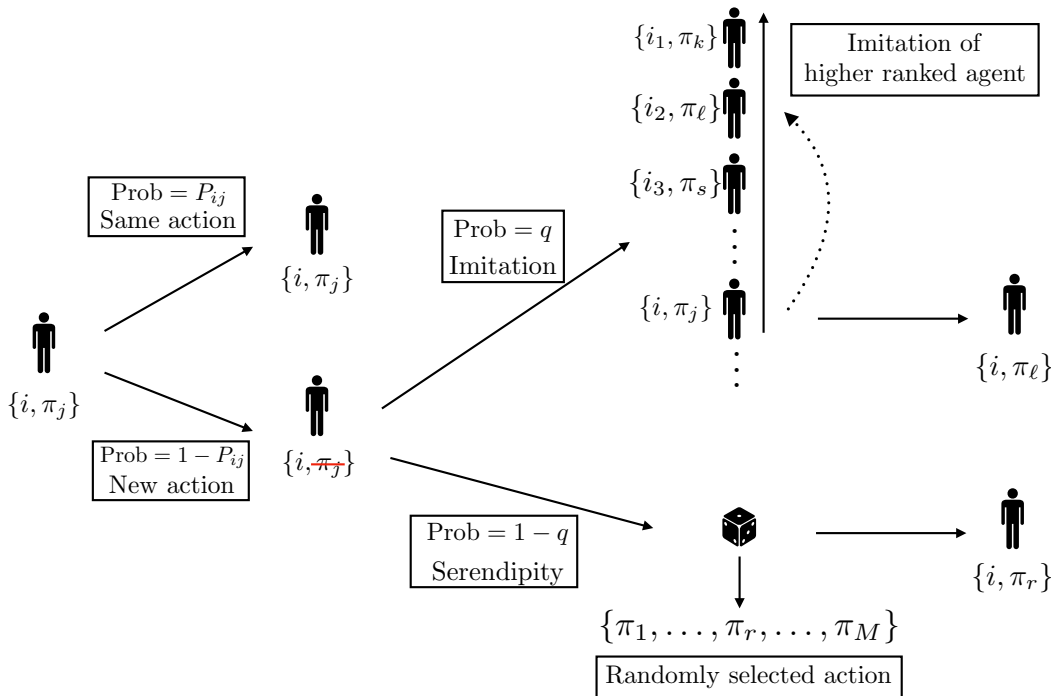 {i₁, πₖ}
Imitation of
higher ranked agent
{i₂, π_ℓ}
{i₃, πₛ}
Prob = Pᵢⱼ
Same action
Prob = q
Imitation
{i, πⱼ}
{i, πⱼ}
{i, πⱼ}
{i, π_ℓ}
Prob = 1 − Pᵢⱼ
New action
{i, πⱼ}
Prob = 1 − q
Serendipity
{i, πᵣ}
{π₁, . . . , πᵣ, . . . , π_M}
Randomly selected action